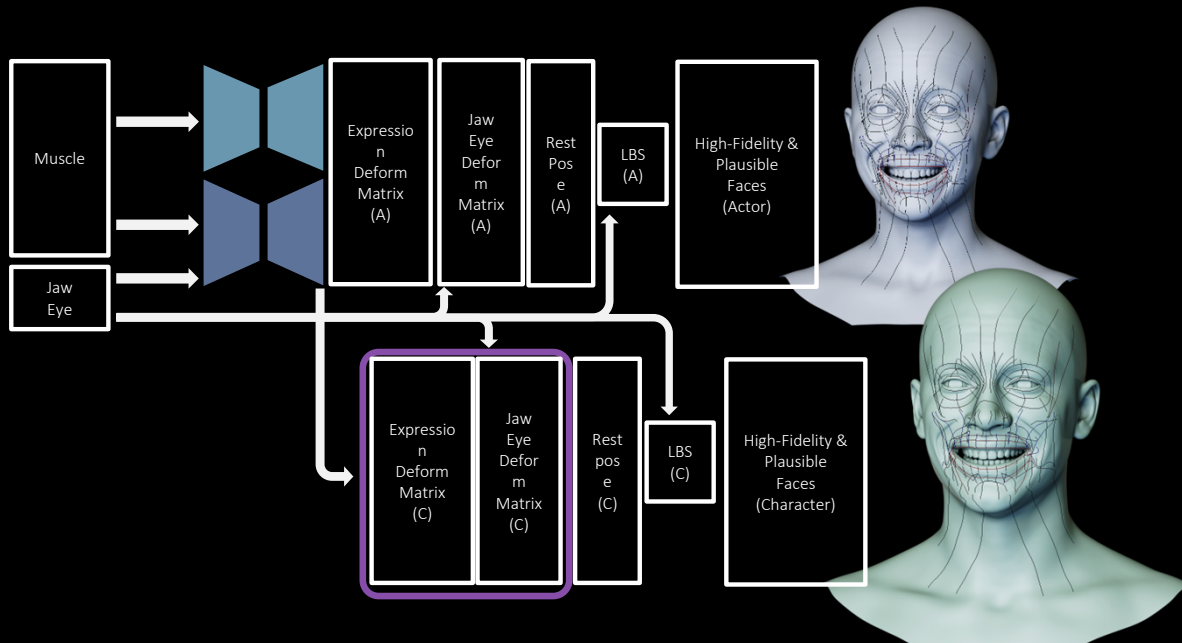 Muscle
Jaw
Eye
Expressio
n
Deform
Matrix
(A)
Jaw
Eye
Defor
m
Matrix
(A)
Rest
Pos
e
(A)
LBS
(A)
High-Fidelity &
Plausible
Faces
(Actor)
Expressio
n
Deform
Matrix
(C)
Jaw
Eye
Defor
m
Matrix
(C)
Rest
pos
e
(C)
LBS
(C)
High-Fidelity &
Plausible
Faces
(Character)